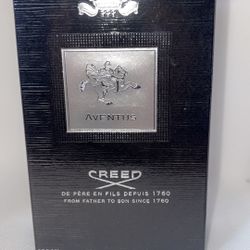 AVENTUS
CREED
DE PÈRE EN FILS DEPUIS 1760
FROM FATHER TO SON SINCE 1760